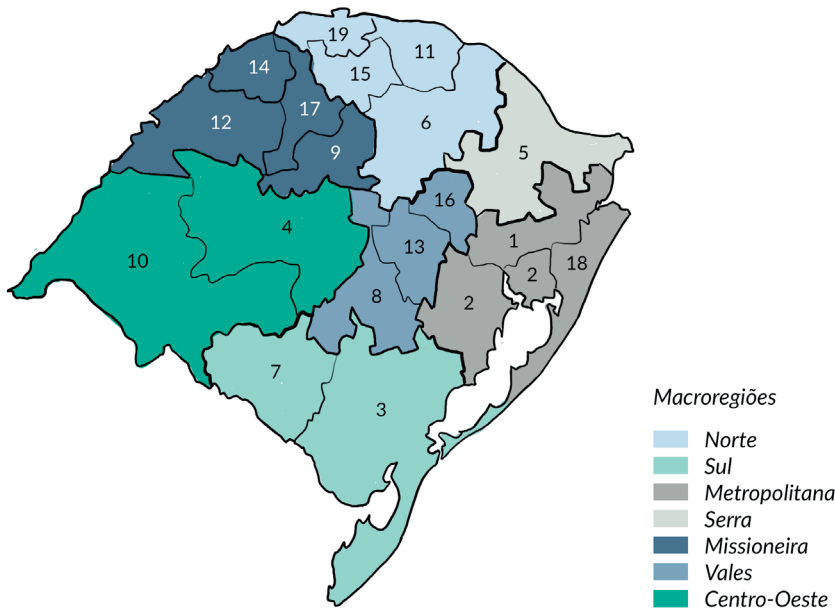 19
11
14
15
17
12
6
9
5
16
4
1
13
10
18
2
2
8
7
3
Macroregiões
Norte
Sul
Metropolitana
Serra
Missioneira
Vales
Centro-Oeste